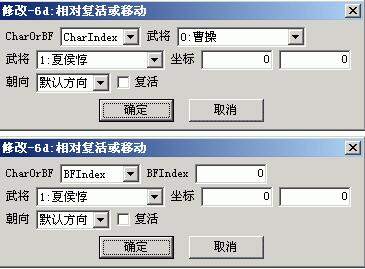 修改-6d:相对复活或移动
CharOrBF CharIndex 武将 0:曹操
武将 1:夏侯惇 坐标 0 0
朝向 默认方向 复活
确定 取消
修改-6d:相对复活或移动
CharOrBF BFIndex BFIndex 0
武将 1:夏侯惇 坐标 0 0
朝向 默认方向 复活
确定 取消